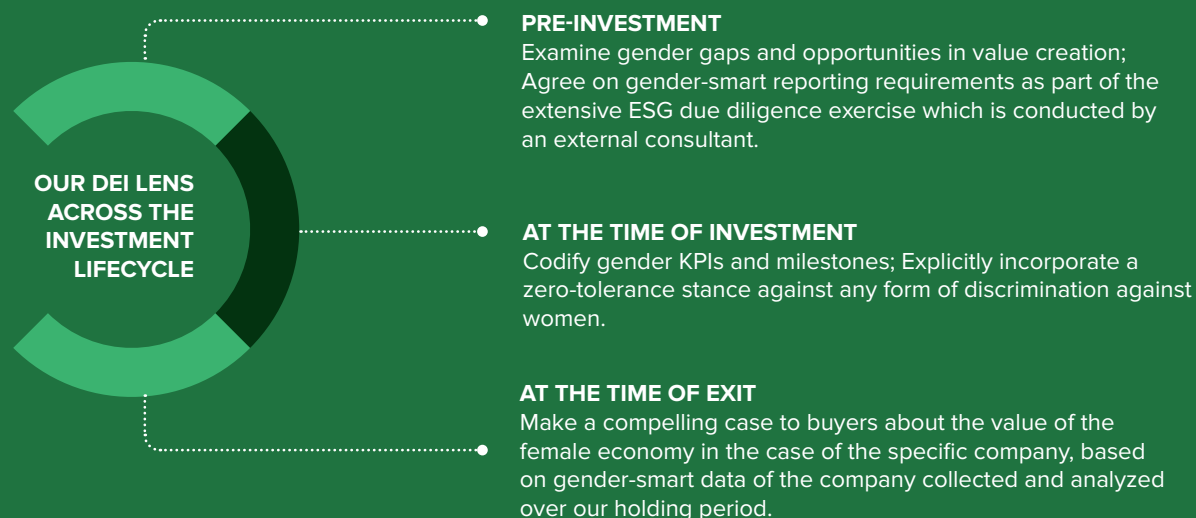 OUR DEI LENS
ACROSS THE
INVESTMENT
LIFECYCLE
PRE-INVESTMENT
Examine gender gaps and opportunities in value creation;
Agree on gender-smart reporting requirements as part of the
extensive ESG due diligence exercise which is conducted by
an external consultant.
AT THE TIME OF INVESTMENT
Codify gender KPIs and milestones; Explicitly incorporate a
zero-tolerance stance against any form of discrimination against
women.
AT THE TIME OF EXIT
Make a compelling case to buyers about the value of the
female economy in the case of the specific company, based
on gender-smart data of the company collected and analyzed
over our holding period.